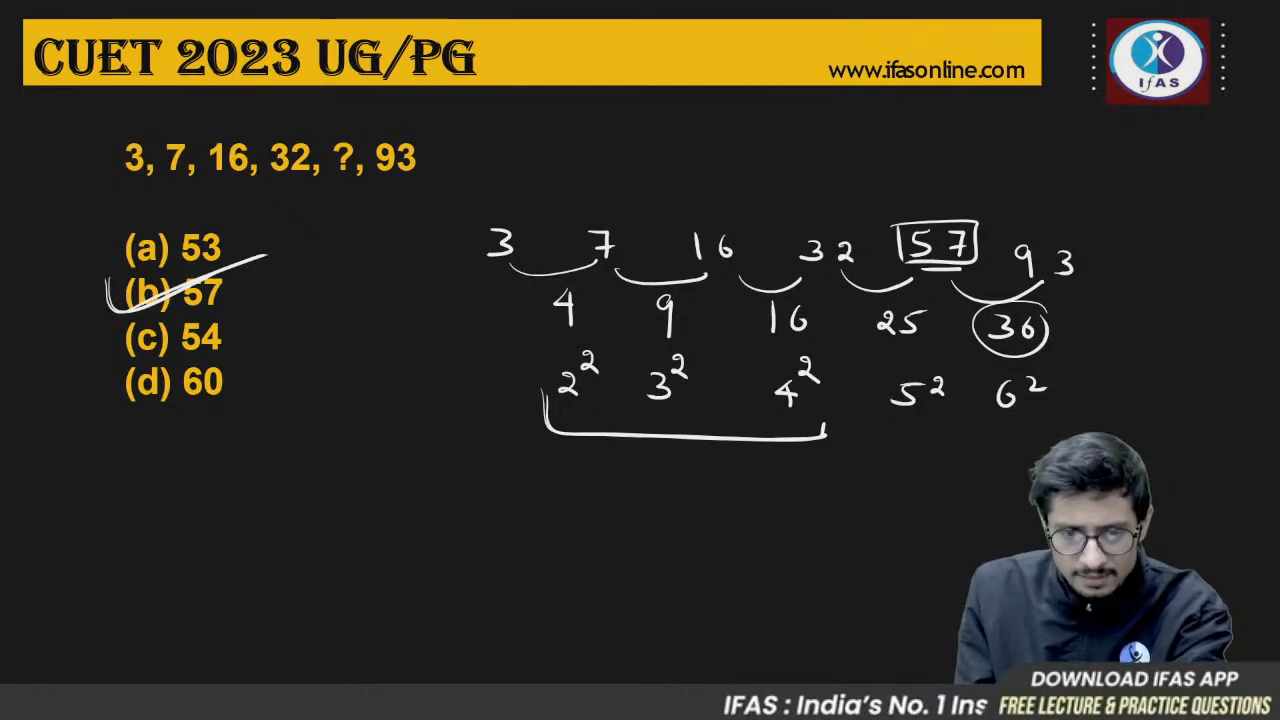 CUET 2023 UG/PG
www.ifasonline.com
IfAS
3, 7, 16, 32, ?, 93
(a) 53
(b) 57
(c) 54
(d) 60
3 7 16 32 57 93
4 9 16 25 36
2² 3² 4² 5² 6²
DOWNLOAD IFAS APP
IFAS : India's No. 1 Ins
FREE LECTURE & PRACTICE QUESTIONS